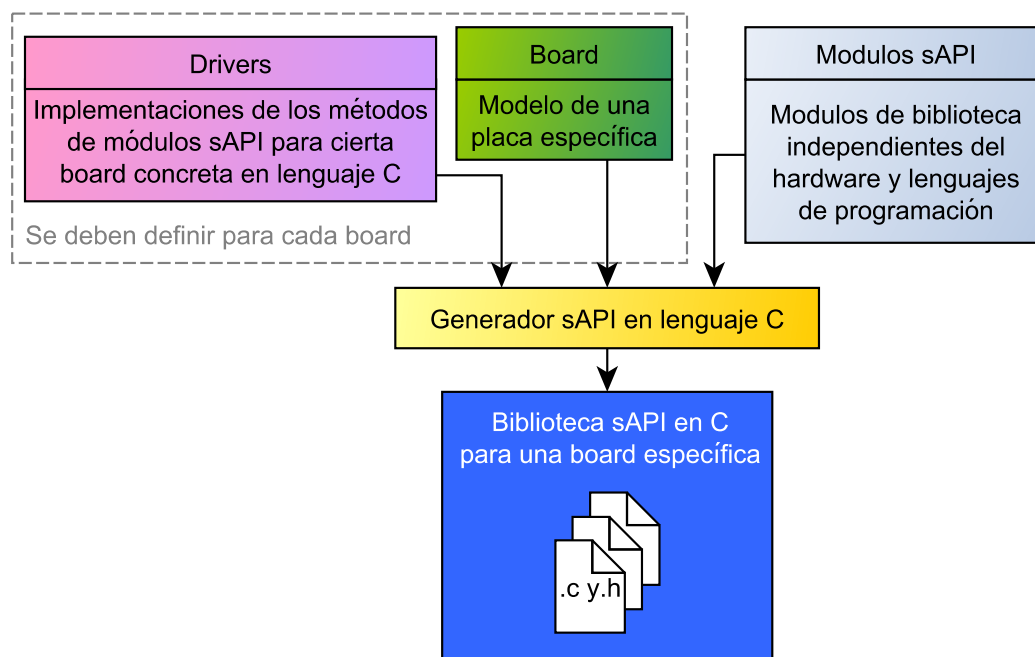 Drivers
Implementaciones de los métodos
de módulos sAPI para cierta
board concreta en lenguaje C
Se deben definir para cada board
Board
Modelo de una
placa específica
Modulos sAPI
Modulos de biblioteca
independientes del
hardware y lenguajes
de programación
Generador sAPI en lenguaje C
Biblioteca sAPI en C
para una board específica
.c y.h